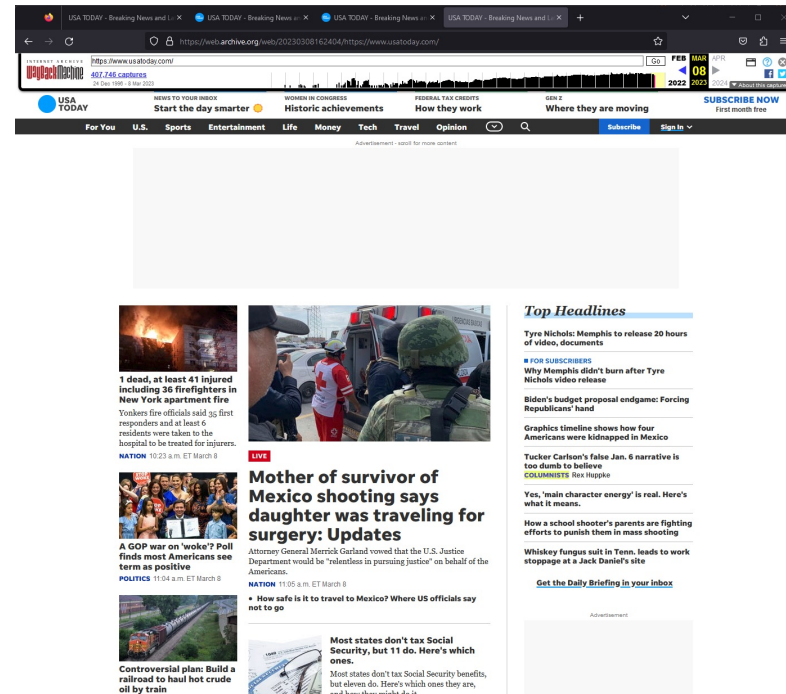 USA TODAY - Breaking News and La
USA TODAY - Breaking News an
USA TODAY - Breaking News an
USA TODAY - Breaking News and La
https://web.archive.org/web/20230308162404/https://www.usatoday.com/
INTERNET ARCHIVE
WayBackMachine
https://www.usatoday.com/
Go
407,746 captures
24 Dec 1996 - 8 Mar 2023
FEB MAR APR
08
2022 2023 2024
About this capture
USA TODAY
NEWS TO YOUR INBOX
Start the day smarter
WOMEN IN CONGRESS
Historic achievements
FEDERAL TAX CREDITS
How they work
GEN Z
Where they are moving
SUBSCRIBE NOW
First month free
For You U.S. Sports Entertainment Life Money Tech Travel Opinion Subscribe Sign In
Advertisement - scroll for more content
1 dead, at least 41 injured
including 36 firefighters in
New York apartment fire
Yonkers fire officials said 35 first
responders and at least 6
residents were taken to the
hospital to be treated for injurers.
NATION 10:23 a.m. ET March 8
A GOP war on 'woke'? Poll
finds most Americans see
term as positive
POLITICS 11:04 a.m. ET March 8
Controversial plan: Build a
railroad to haul hot crude
oil by train
LIVE
Mother of survivor of
Mexico shooting says
daughter was traveling for
surgery: Updates
Attorney General Merrick Garland vowed that the U.S. Justice
Department would be "relentless in pursuing justice" on behalf of the
Americans.
NATION 11:05 a.m. ET March 8
• How safe is it to travel to Mexico? Where US officials say
not to go
Most states don't tax Social
Security, but 11 do. Here's which
ones.
Most states don't tax Social Security benefits,
but eleven do. Here's which ones they are,
and how they might do it.
Top Headlines
Tyre Nichols: Memphis to release 20 hours
of video, documents
FOR SUBSCRIBERS
Why Memphis didn't burn after Tyre
Nichols video release
Biden's budget proposal endgame: Forcing
Republicans' hand
Graphics timeline shows how four
Americans were kidnapped in Mexico
Tucker Carlson's false Jan. 6 narrative is
too dumb to believe
COLUMNISTS Rex Huppke
Yes, 'main character energy' is real. Here's
what it means.
How a school shooter's parents are fighting
efforts to punish them in mass shooting
Whiskey fungus suit in Tenn. leads to work
stoppage at a Jack Daniel's site
Get the Daily Briefing in your inbox
Advertisement